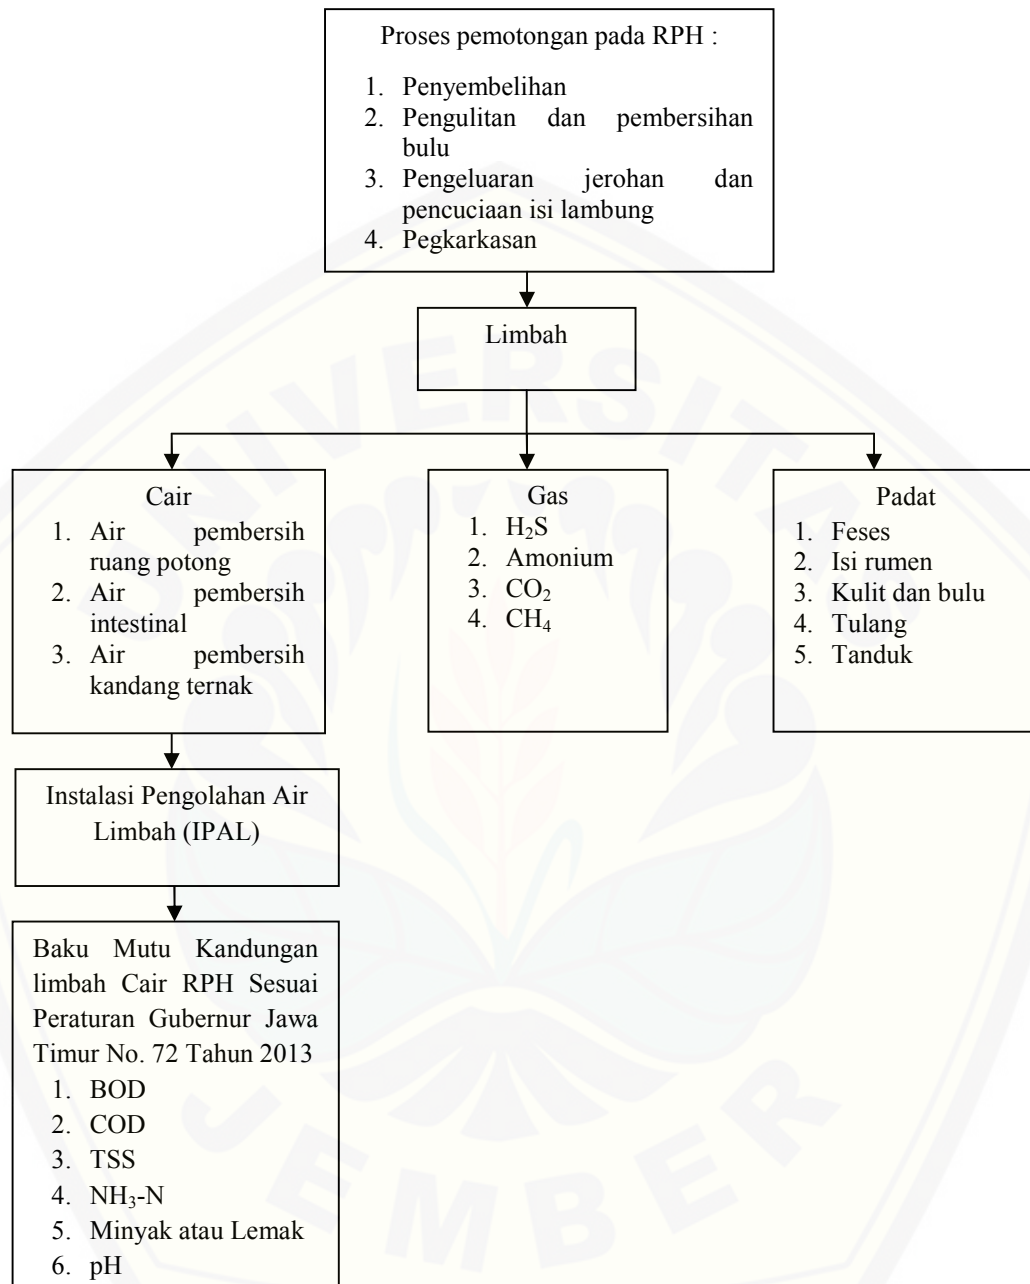 Proses pemotongan pada RPH :
1. Penyembelihan
2. Pengulitan dan pembersihan
bulu
3. Pengeluaran jerohan dan
pencuciaan isi lambung
4. Pegkarkasan
Limbah
Cair
1. Air pembersih
ruang potong
2. Air pembersih
intestinal
3. Air pembersih
kandang ternak
Gas
1. H₂S
2. Amonium
3. CO₂
4. CH₄
Padat
1. Feses
2. Isi rumen
3. Kulit dan bulu
4. Tulang
5. Tanduk
Instalasi Pengolahan Air
Limbah (IPAL)
Baku Mutu Kandungan
limbah Cair RPH Sesuai
Peraturan Gubernur Jawa
Timur No. 72 Tahun 2013
1. BOD
2. COD
3. TSS
4. NH₃-N
5. Minyak atau Lemak
6. pH
UNIVERSITAS
JEMBER